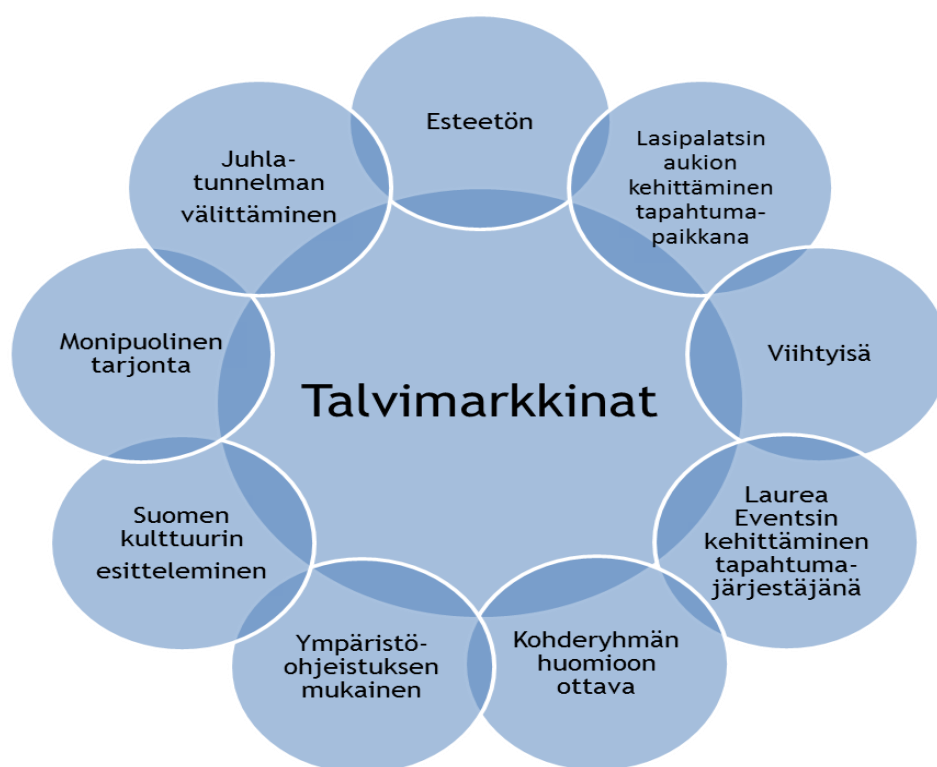 Esteetön
Lasipalatsin
aukion
kehittäminen
tapahtuma-
paikkana
Viihtyisä
Laurea
Eventsin
kehittäminen
tapahtuma-
järjestäjänä
Kohderyhmän
huomioon
ottava
Ympäristö-
ohjeistuksen
mukainen
Suomen
kulttuurin
esitteleminen
Monipuolinen
tarjonta
Juhla-
tunnelman
välittäminen
Talvimarkkinat